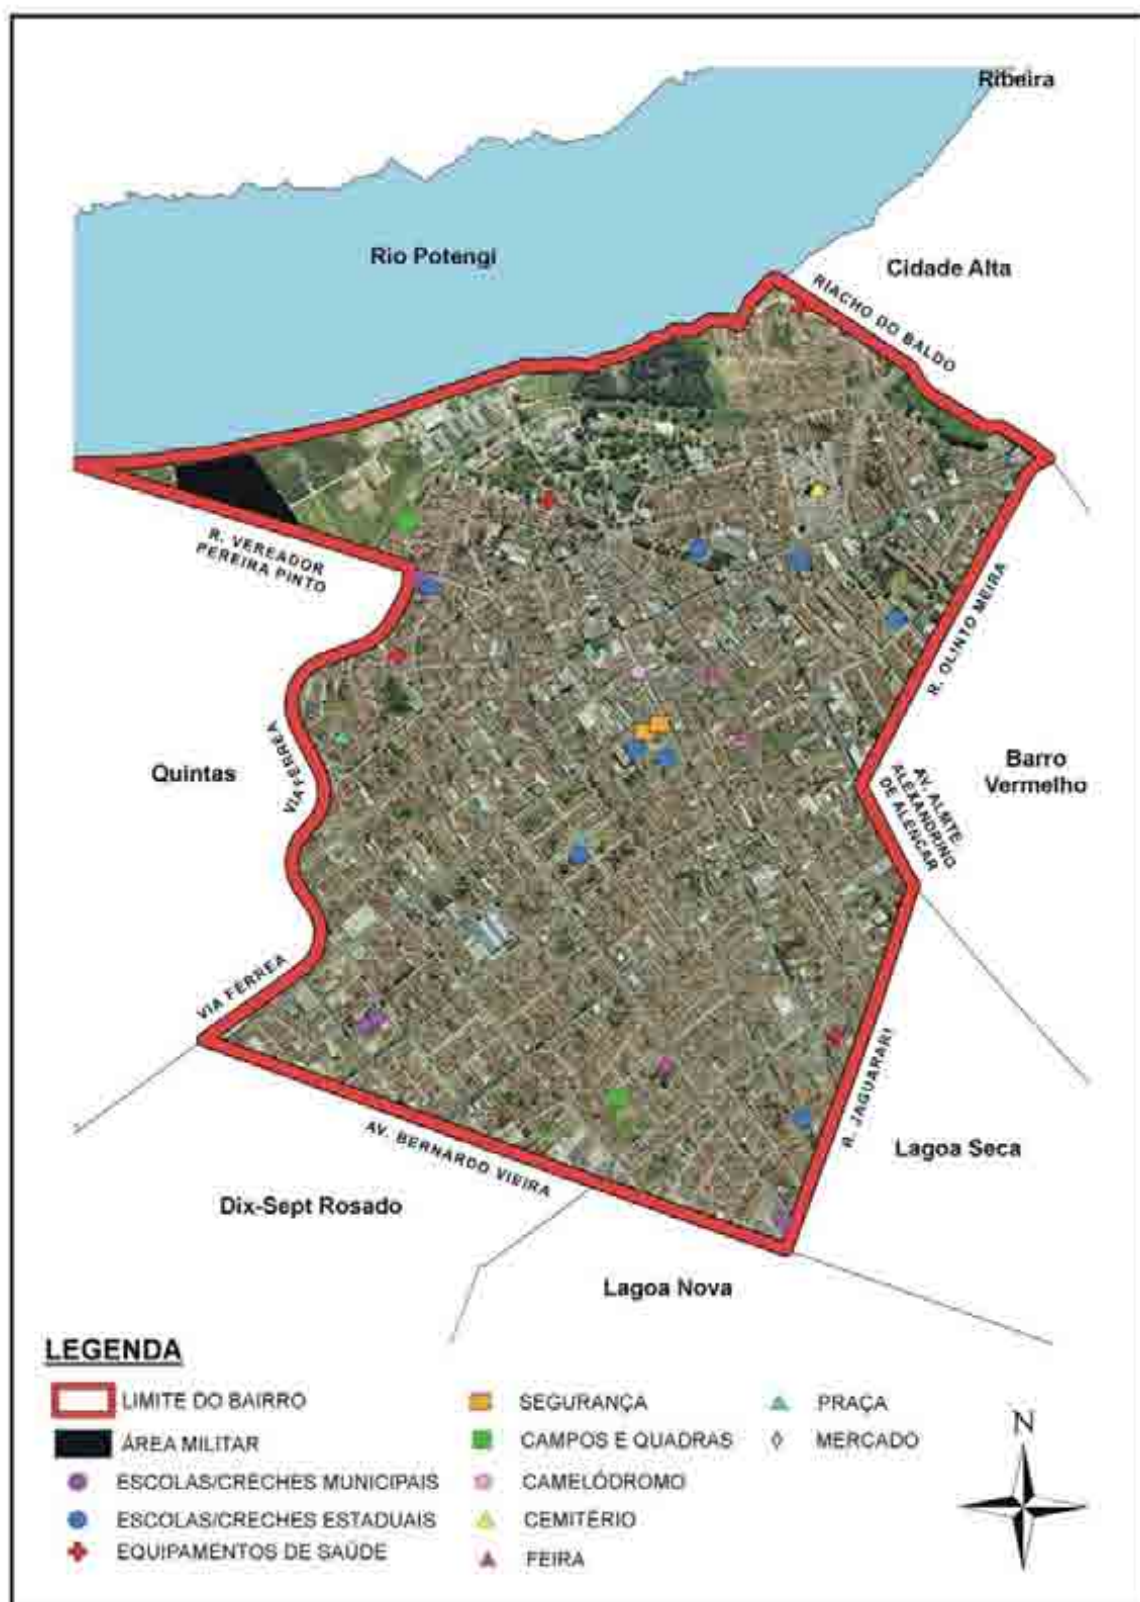 Ribeira
Rio Potengi
Cidade Alta
RIACHO DO BALDO
R. VEREADOR
PEREIRA PINTO
R. OLINTO MEIRA
VIA FERREA
Quintas
Barro
Vermelho
AV. ALMTE
ALEXANDRINO
DE ALENCAR
VIA FERREA
R. JAGUARARI
AV. BERNARDO VIEIRA
Lagoa Seca
Dix-Sept Rosado
Lagoa Nova
LEGENDA
LIMITE DO BAIRRO
ÁREA MILITAR
ESCOLAS/CRECHES MUNICIPAIS
ESCOLAS/CRECHES ESTADUAIS
EQUIPAMENTOS DE SAÚDE
SEGURANÇA
CAMPOS E QUADRAS
CAMELÓDROMO
CEMITÉRIO
FEIRA
PRAÇA
MERCADO
N